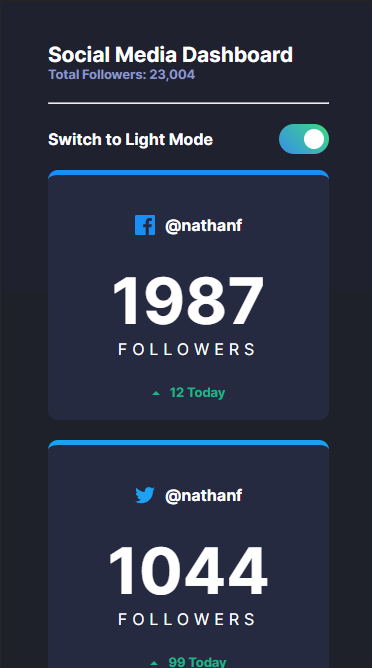 Social Media Dashboard
Total Followers: 23,004
Switch to Light Mode
@nathanf
1987
FOLLOWERS
12 Today
@nathanf
1044
FOLLOWERS
99 Today